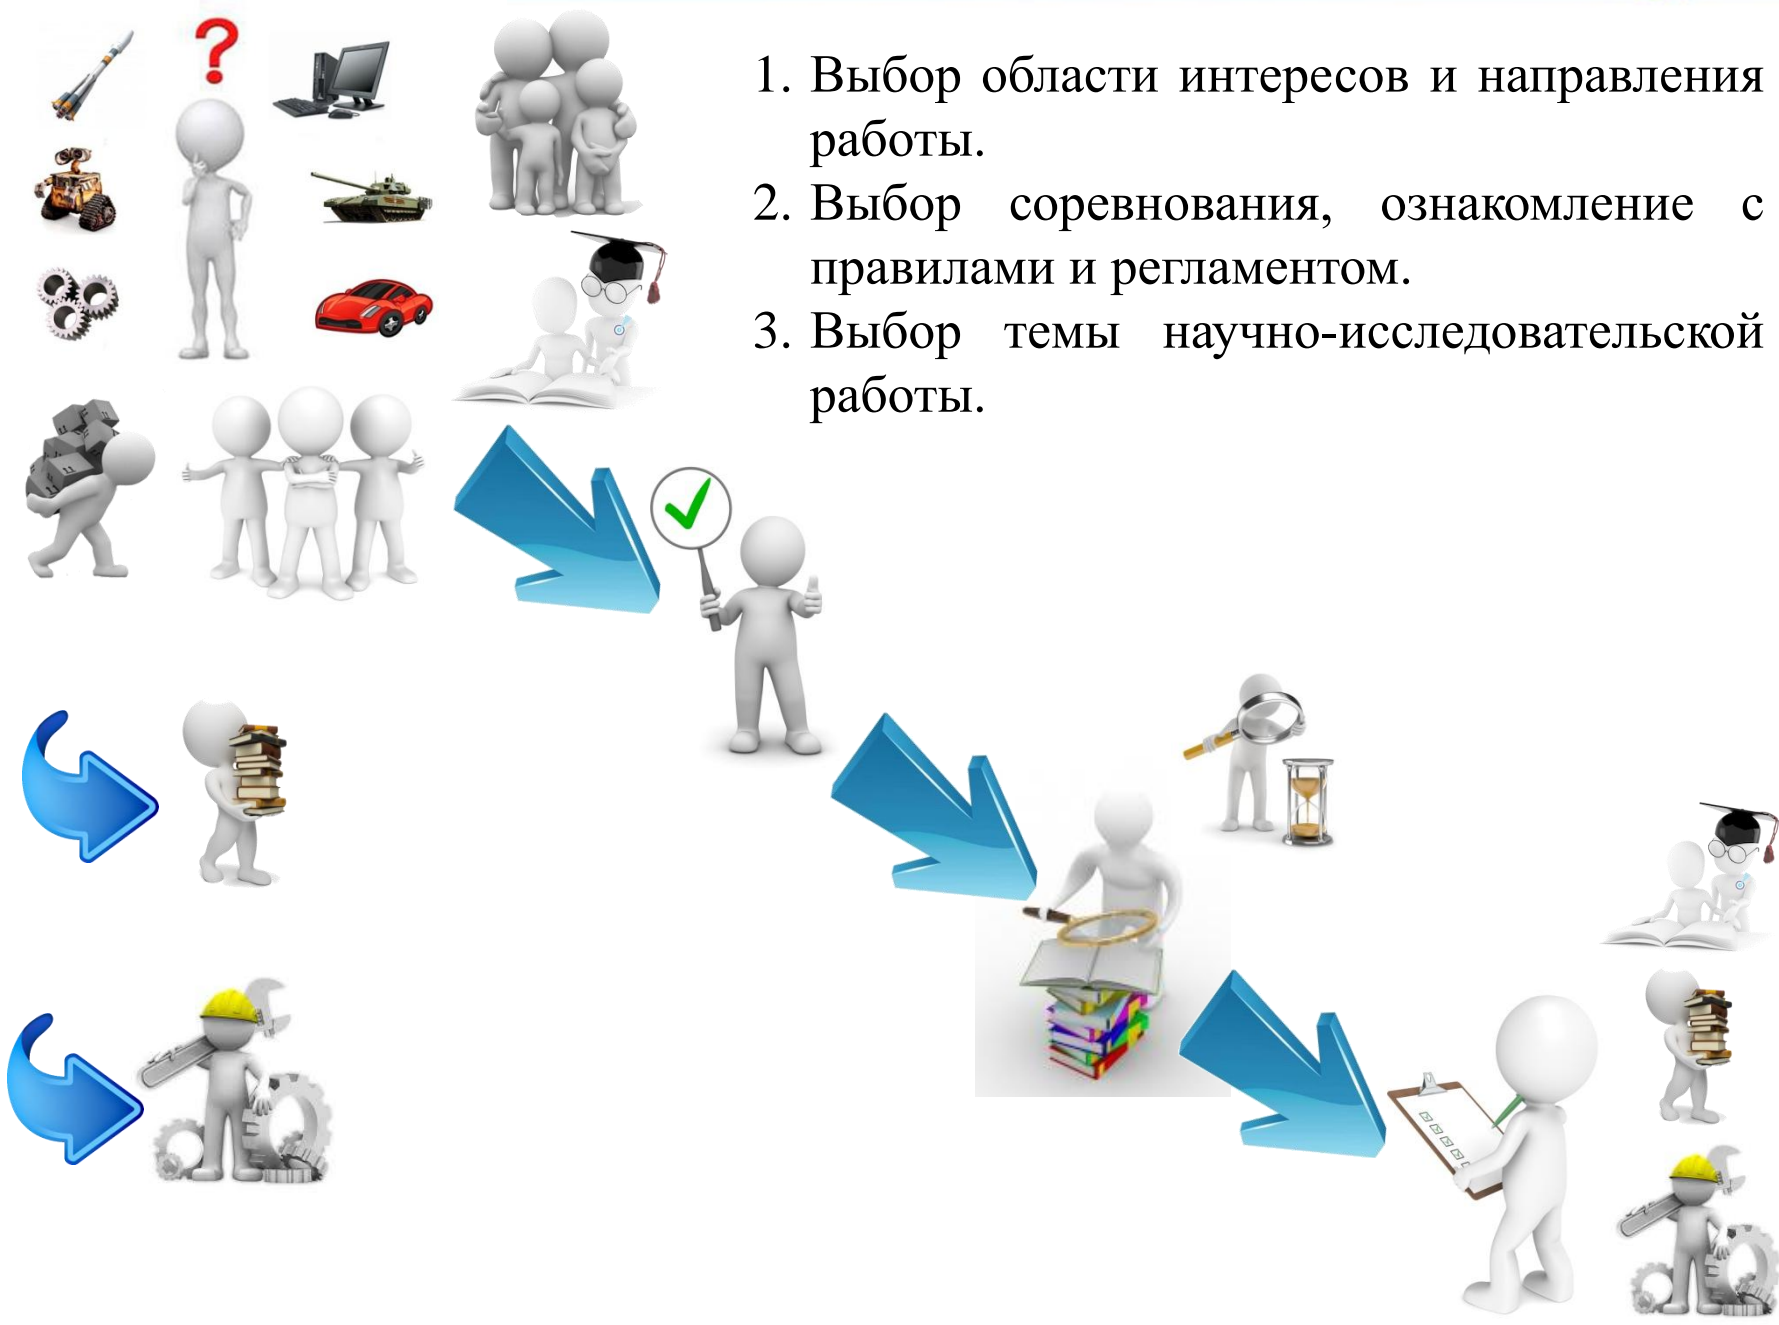 ?
1. Выбор области интересов и направления
работы.
2. Выбор соревнования, ознакомление с
правилами и регламентом.
3. Выбор темы научно-исследовательской
работы.